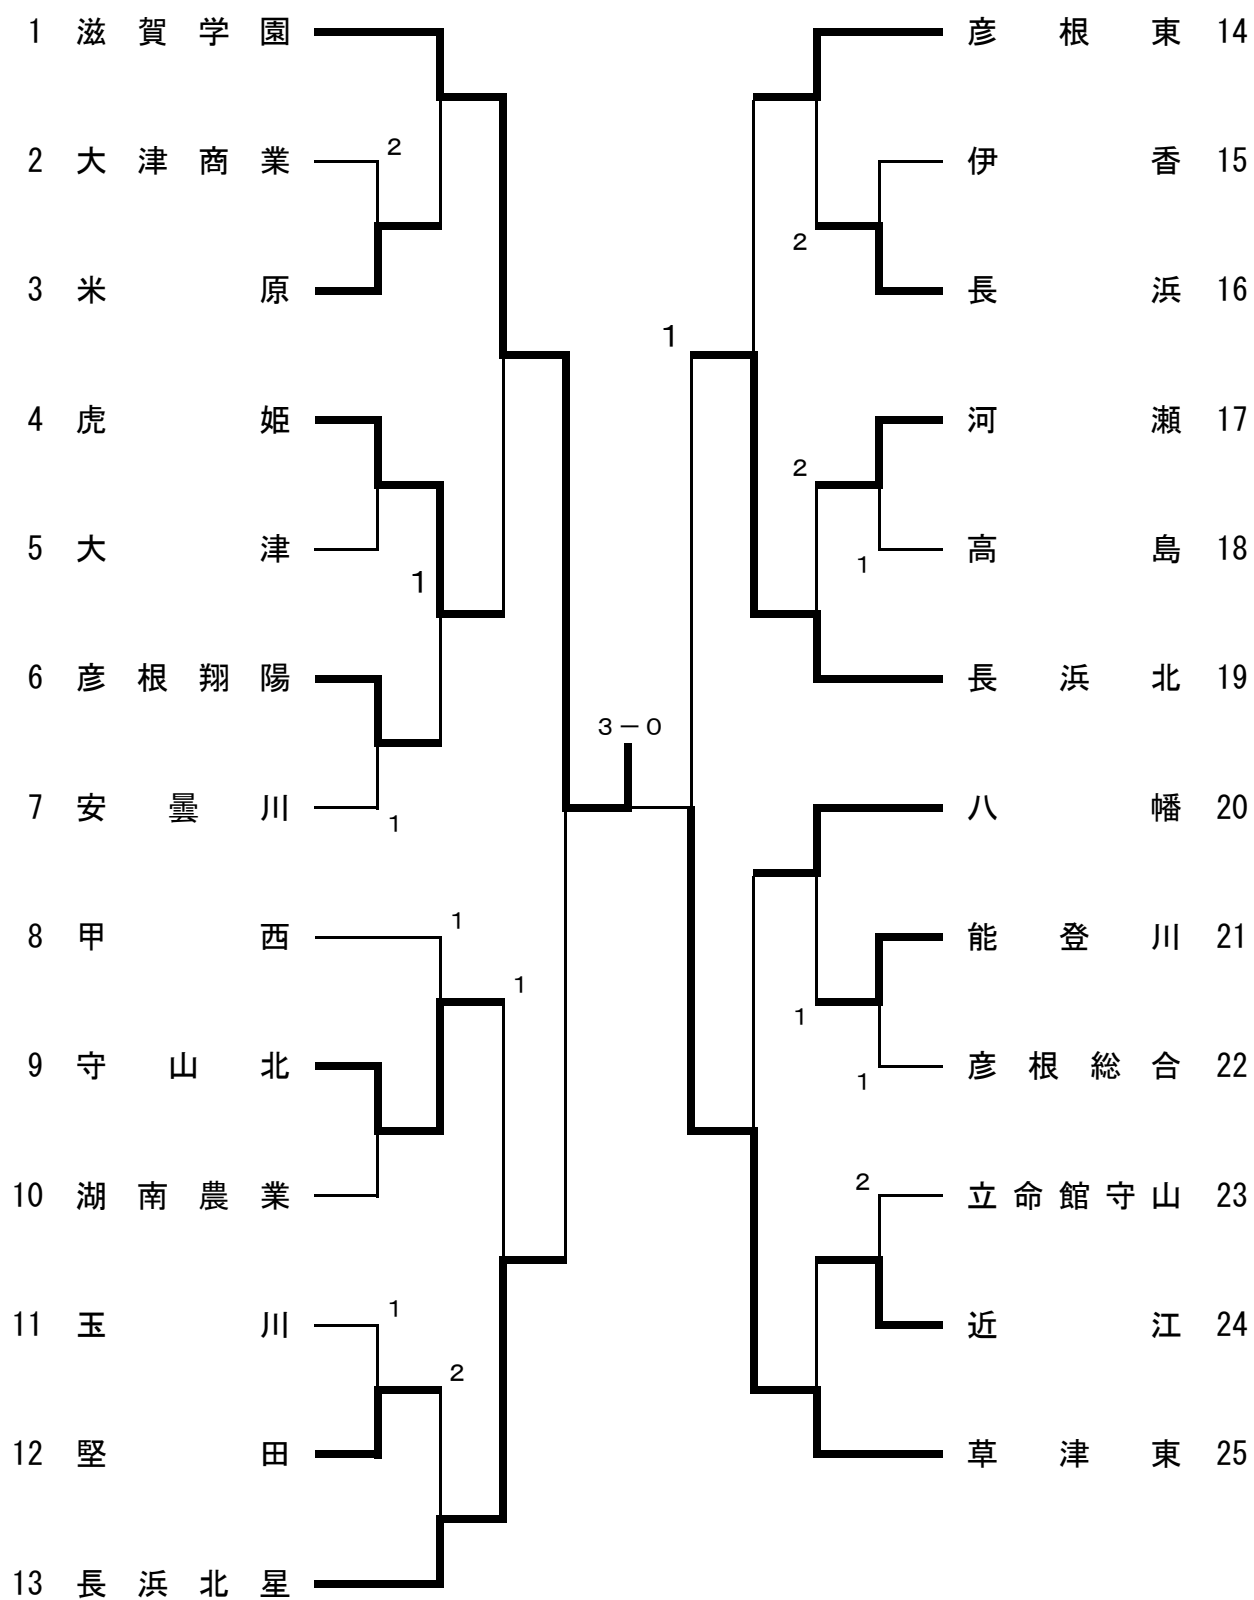 1 滋賀学園
2 大津商業
2
3 米原
4 虎姫
5 大津
1
6 彦根翔陽
7 安曇川
1
8 甲西
1
1
9 守山北
10 湖南農業
11 玉川
1
2
12 堅田
13 長浜北星
3－0
彦根東 14
伊香 15
2
長浜 16
1
河瀬 17
2
高島 18
1
長浜北 19
八幡 20
能登川 21
1
彦根総合 22
1
立命館守山 23
2
近江 24
草津東 25